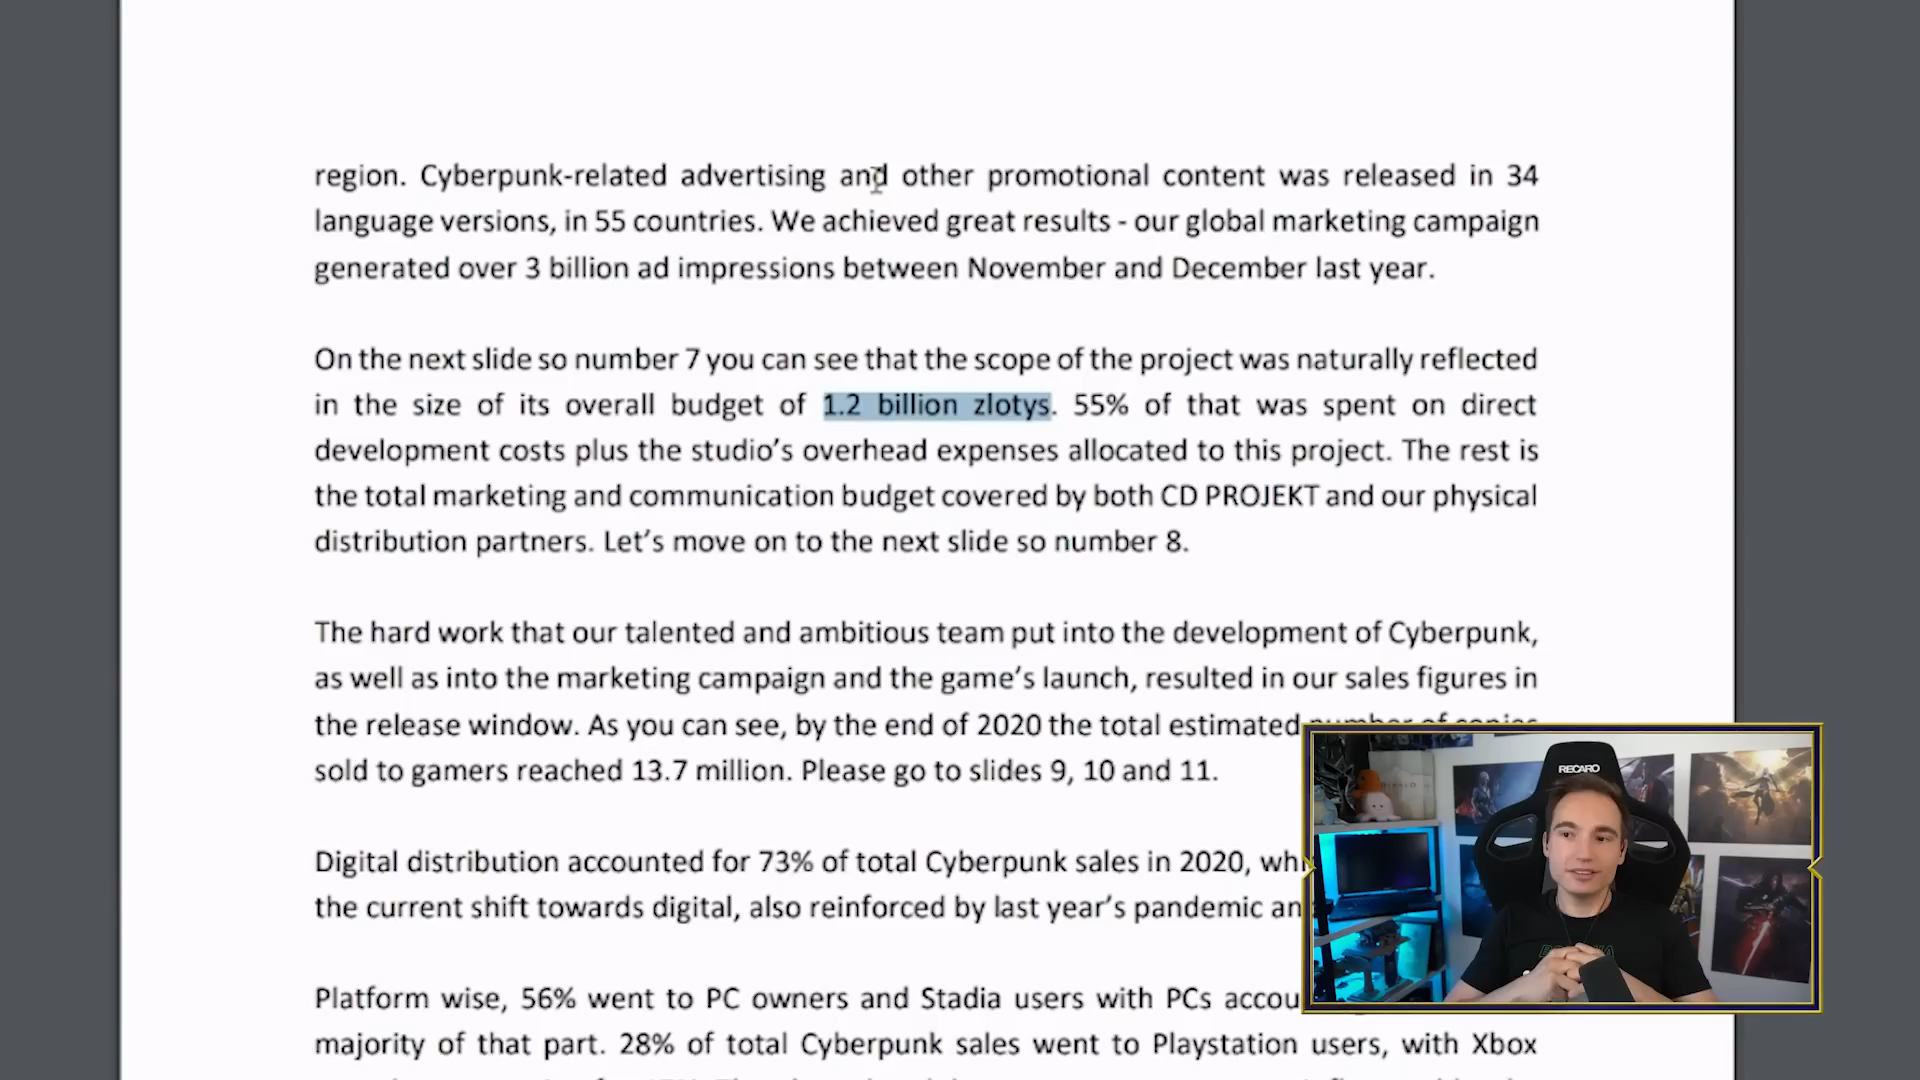 region. Cyberpunk-related advertising and other promotional content was released in 34
language versions, in 55 countries. We achieved great results - our global marketing campaign
generated over 3 billion ad impressions between November and December last year.
On the next slide so number 7 you can see that the scope of the project was naturally reflected
in the size of its overall budget of 1.2 billion zlotys. 55% of that was spent on direct
development costs plus the studio's overhead expenses allocated to this project. The rest is
the total marketing and communication budget covered by both CD PROJEKT and our physical
distribution partners. Let's move on to the next slide so number 8.
The hard work that our talented and ambitious team put into the development of Cyberpunk,
as well as into the marketing campaign and the game's launch, resulted in our sales figures in
the release window. As you can see, by the end of 2020 the total estimated number of copies
sold to gamers reached 13.7 million. Please go to slides 9, 10 and 11.
Digital distribution accounted for 73% of total Cyberpunk sales in 2020,
the current shift towards digital, also reinforced by last year's pandemic
Platform wise, 56% went to PC owners and Stadia users with PCs
majority of that part. 28% of total Cyberpunk sales went to Playstation users, with Xbox
RECARO